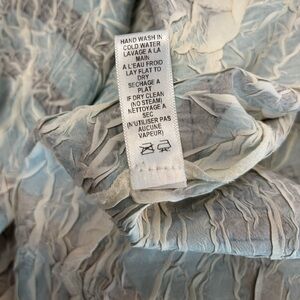 HAND WASH IN
COLD WATER
LAVAGE A LA
MAIN
A L'EAU FROID
LAY FLAT TO
DRY
SECHAGE A
PLAT
IF DRY CLEAN
(NO STEAM)
NETTOYAGE A
SEC
(N'UTILISER PAS
AUCUNE
VAPEUR)